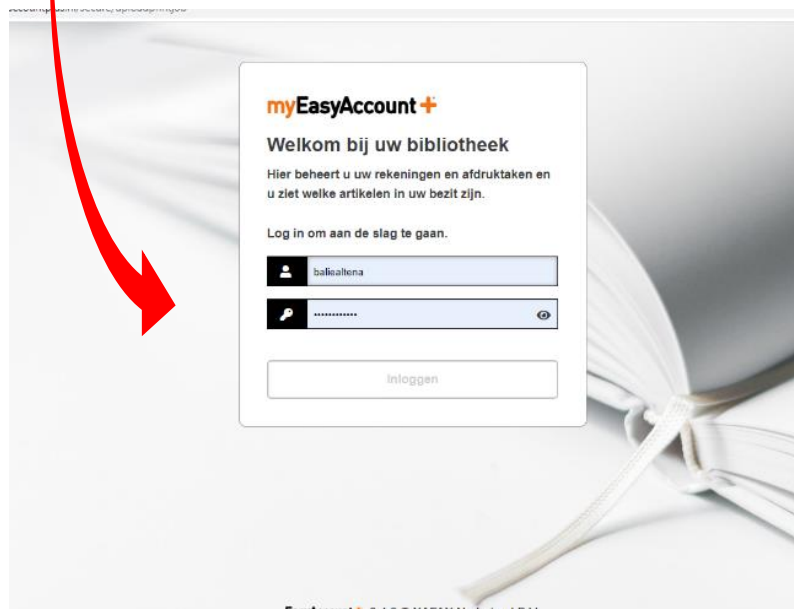 myEasyAccount+
Welkom bij uw bibliotheek
Hier beheert u uw rekeningen en afdruktaken en
u ziet welke artikelen in uw bezit zijn.
Log in om aan de slag te gaan.
baliealtena
••••••••••••
Inloggen